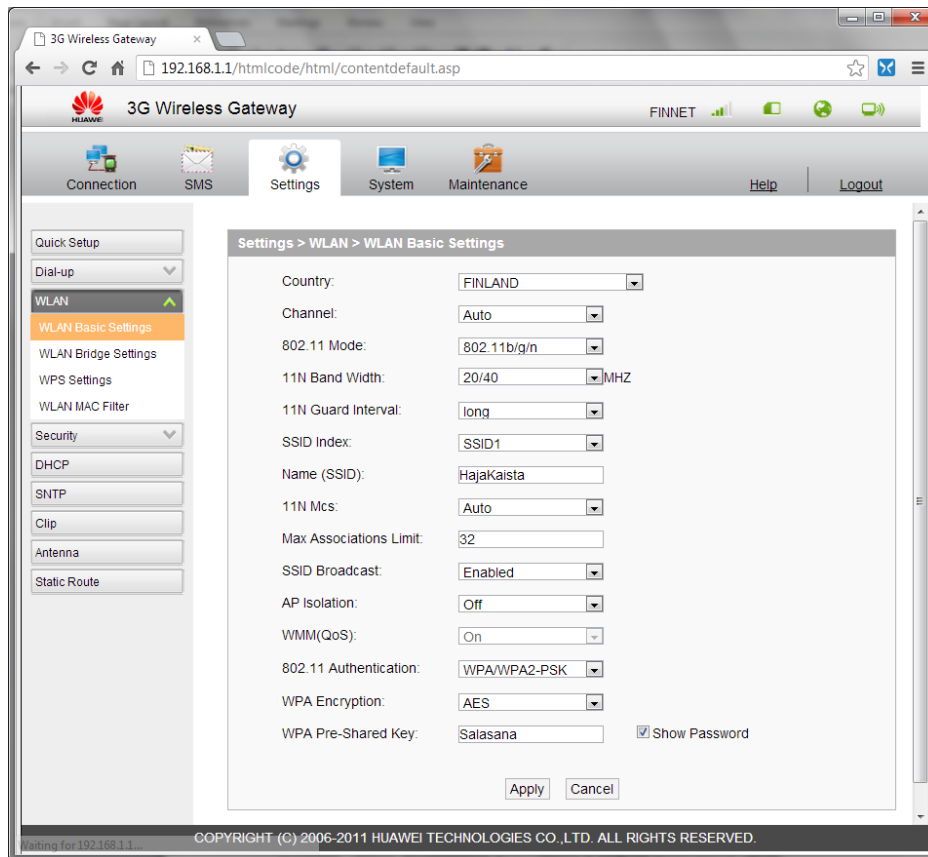 3G Wireless Gateway
192.168.1.1/htmlcode/html/contentdefault.asp
HUAWEI
3G Wireless Gateway
FINNET
Connection
SMS
Settings
System
Maintenance
Help
Logout
Quick Setup
Dial-up
WLAN
WLAN Basic Settings
WLAN Bridge Settings
WPS Settings
WLAN MAC Filter
Security
DHCP
SNTP
Clip
Antenna
Static Route
Settings > WLAN > WLAN Basic Settings
Country: FINLAND
Channel: Auto
802.11 Mode: 802.11b/g/n
11N Band Width: 20/40 MHZ
11N Guard Interval: long
SSID Index: SSID1
Name (SSID): HajaKaista
11N Mcs: Auto
Max Associations Limit: 32
SSID Broadcast: Enabled
AP Isolation: Off
WMM(QoS): On
802.11 Authentication: WPA/WPA2-PSK
WPA Encryption: AES
WPA Pre-Shared Key: Salasana Show Password
Apply Cancel
COPYRIGHT (C) 2006-2011 HUAWEI TECHNOLOGIES CO.,LTD. ALL RIGHTS RESERVED.
Waiting for 192.168.1.1...